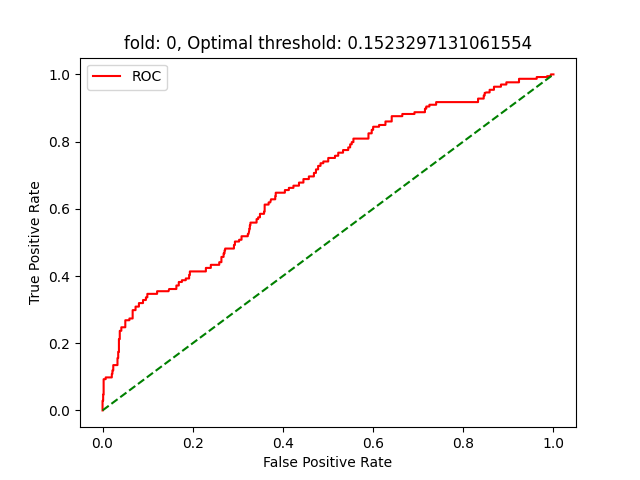 fold: 0, Optimal threshold: 0.1523297131061554
ROC
1.0
0.8
0.6
0.4
0.2
0.0
True Positive Rate
0.0 0.2 0.4 0.6 0.8 1.0
False Positive Rate